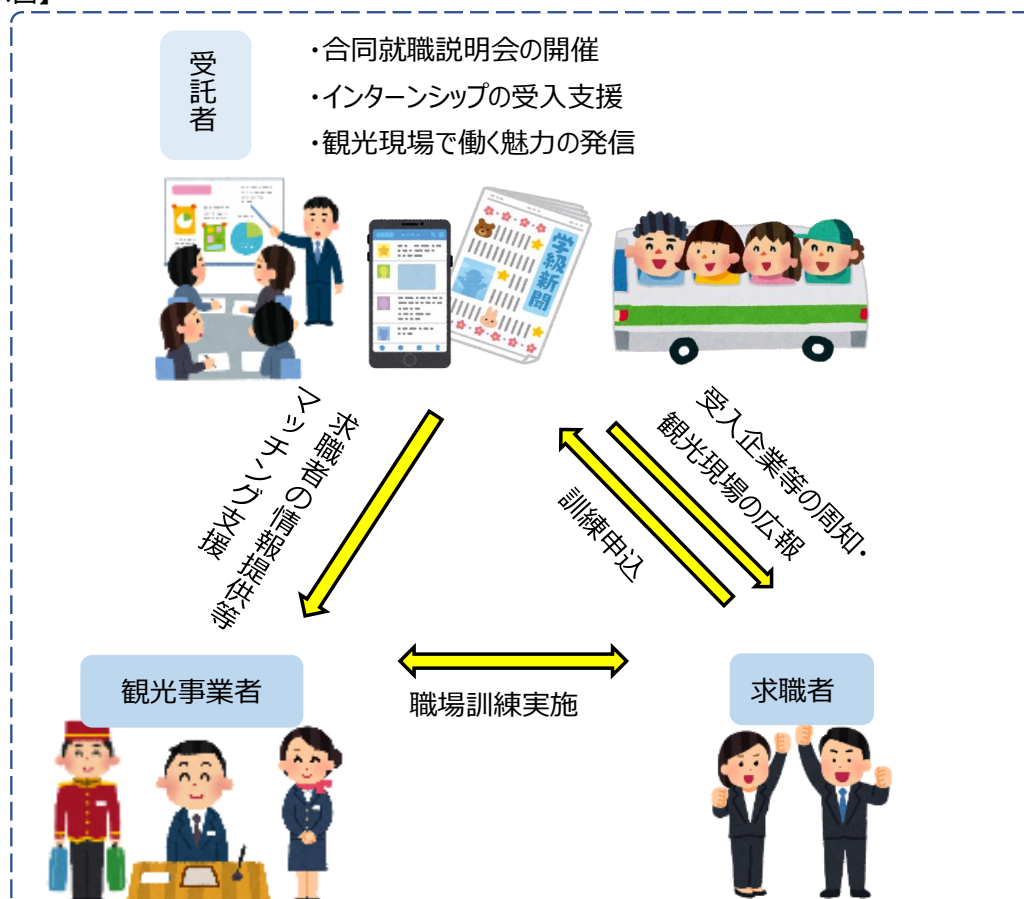 受託者
・合同就職説明会の開催
・インターンシップの受入支援
・観光現場で働く魅力の発信
学級新聞
求職者の情報提供等
マッチング支援
受入企業等の周知・
観光現場の広報
訓練申込
観光事業者
職場訓練実施
求職者